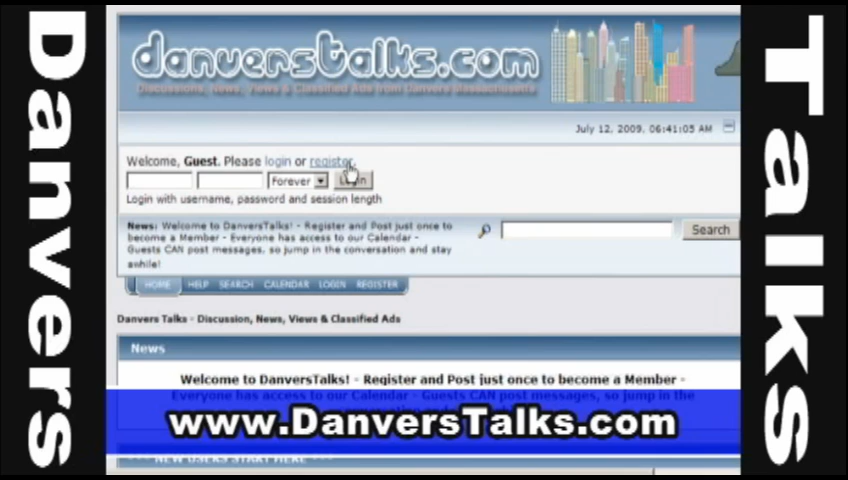 Danvers
Talks
danverstalks.com
Discussions, News, Views & Classified Ads from Danvers Massachusetts
July 12, 2009, 06:41:05 AM
Welcome, Guest. Please login or register.
Forever
Login
Login with username, password and session length
News: Welcome to DanversTalks! - Register and Post just once to
become a Member - Everyone has access to our Calendar -
Guests CAN post messages, so jump in the conversation and stay
awhile!
Search
HOME HELP SEARCH CALENDAR LOGIN REGISTER
Danvers Talks - Discussion, News, Views & Classified Ads
News
Welcome to DanversTalks! - Register and Post just once to become a Member -
Everyone has access to our Calendar - Guests CAN post messages, so jump in the
www.DanversTalks.com
*** NEW USERS START HERE ***